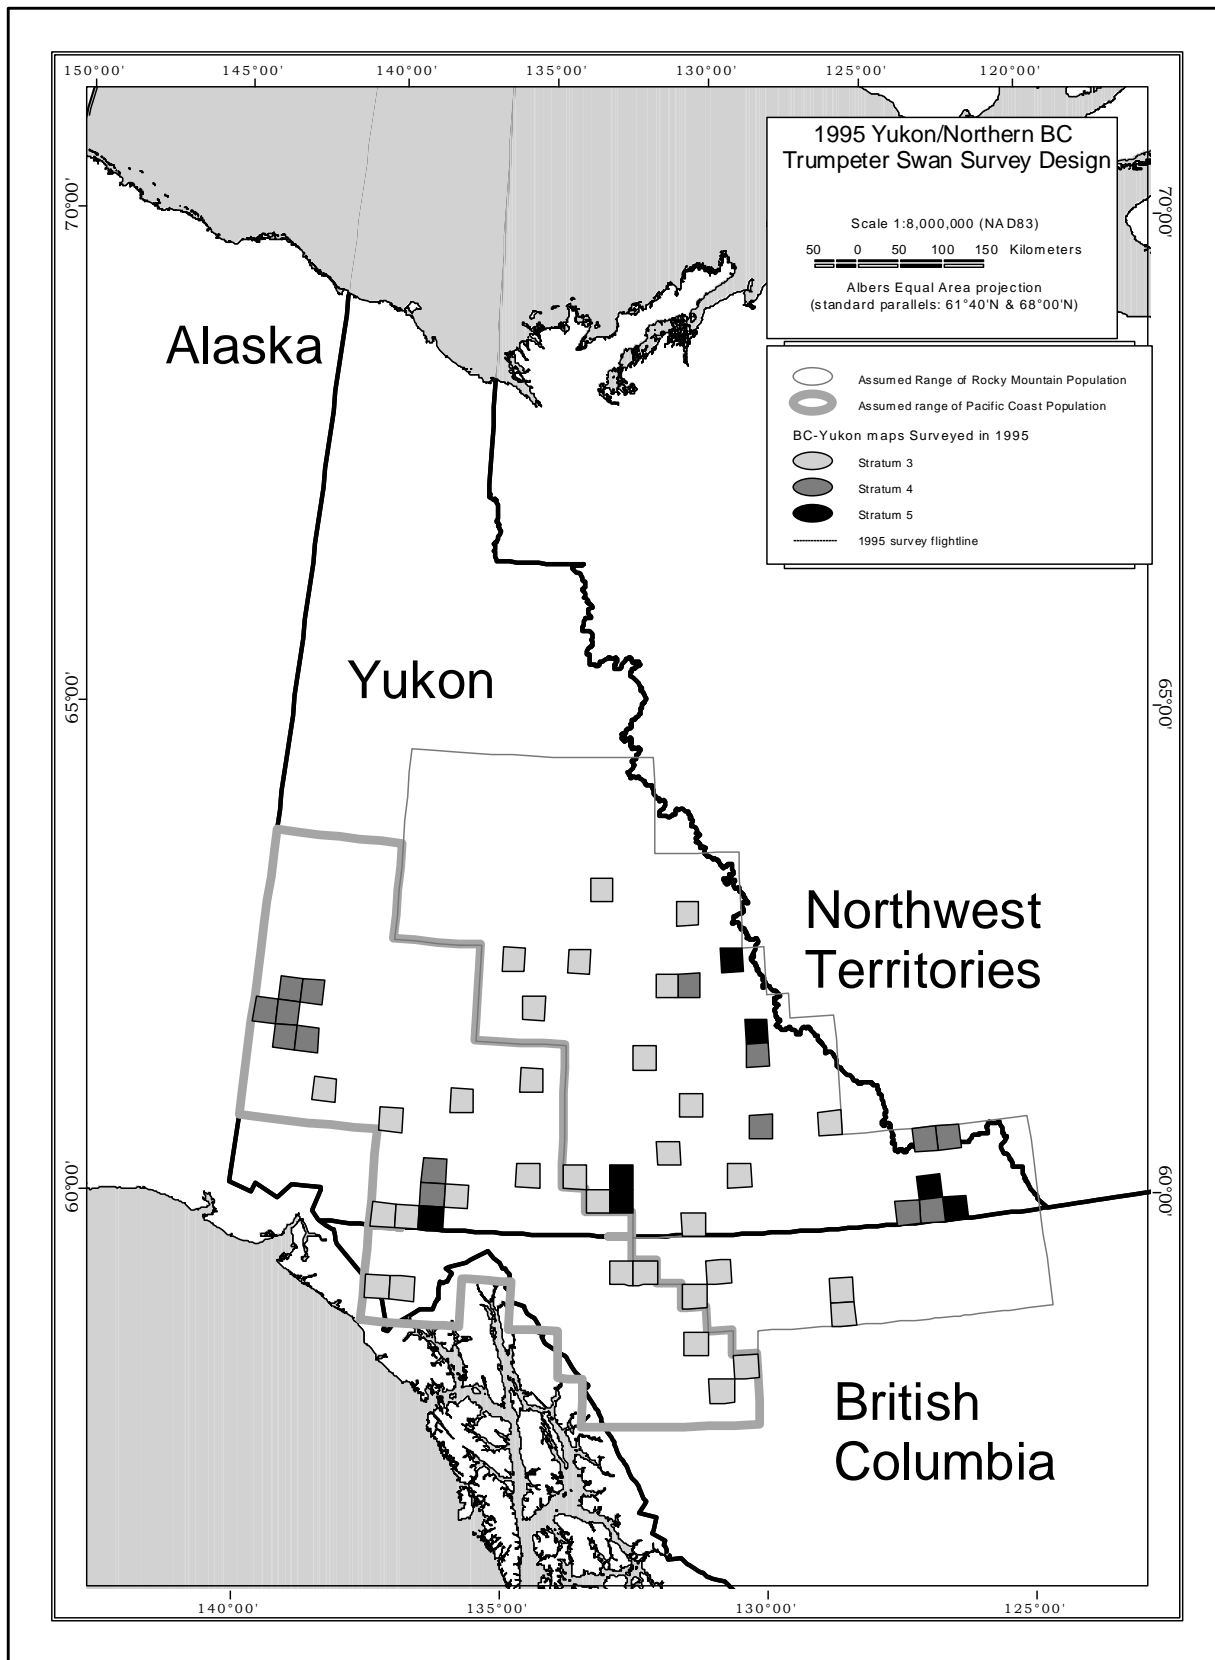 150°00' 145°00' 140°00' 135°00' 130°00' 125°00' 120°00'
1995 Yukon/Northern BC
Trumpeter Swan Survey Design
Scale 1:8,000,000 (NAD83)
50 0 50 100 150 Kilometers
Albers Equal Area projection
(standard parallels: 61°40'N & 68°00'N)
Assumed Range of Rocky Mountain Population
Assumed range of Pacific Coast Population
BC-Yukon maps Surveyed in 1995
Stratum 3
Stratum 4
Stratum 5
1995 survey flightline
70°00'
70°00'
Alaska
Yukon
65°00'
65°00'
Northwest
Territories
60°00'
60°00'
British
Columbia
140°00' 135°00' 130°00' 125°00'